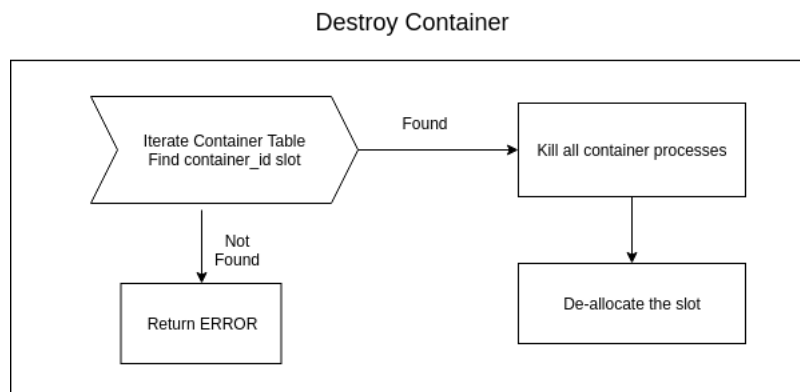 Destroy Container
Iterate Container Table
Find container_id slot
Found
Kill all container processes
Not
Found
Return ERROR
De-allocate the slot